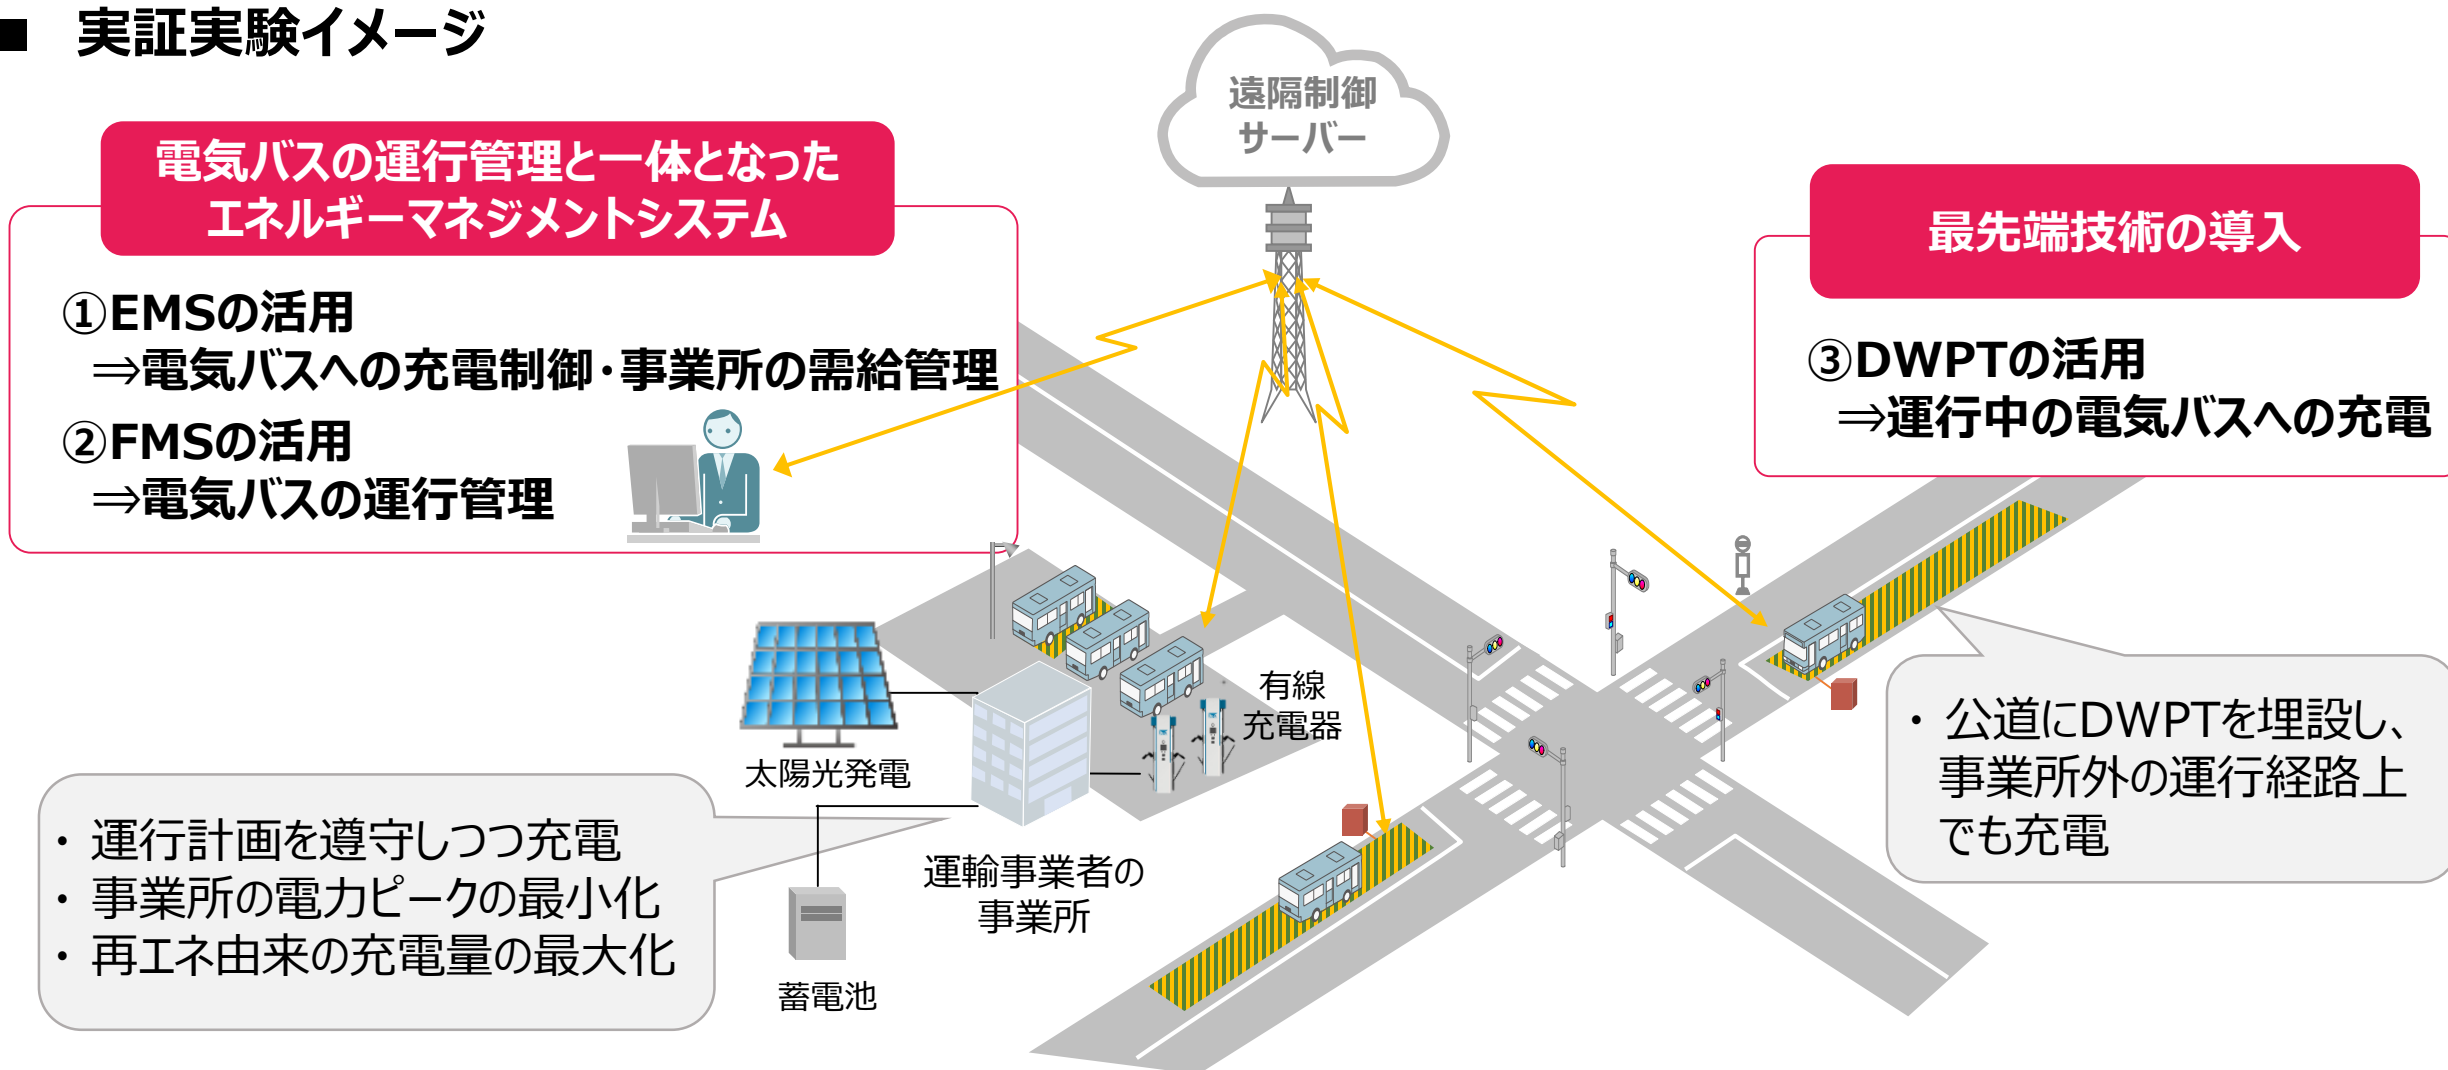 ■ 実証実験イメージ
遠隔制御
サーバー
電気バスの運行管理と一体となった
エネルギーマネジメントシステム
①EMSの活用
⇒電気バスへの充電制御・事業所の需給管理
②FMSの活用
⇒電気バスの運行管理
最先端技術の導入
③DWPTの活用
⇒運行中の電気バスへの充電
有線
充電器
太陽光発電
運輸事業者の
事業所
蓄電池
・ 運行計画を遵守しつつ充電
・ 事業所の電力ピークの最小化
・ 再エネ由来の充電量の最大化
・ 公道にDWPTを埋設し、
事業所外の運行経路上
でも充電